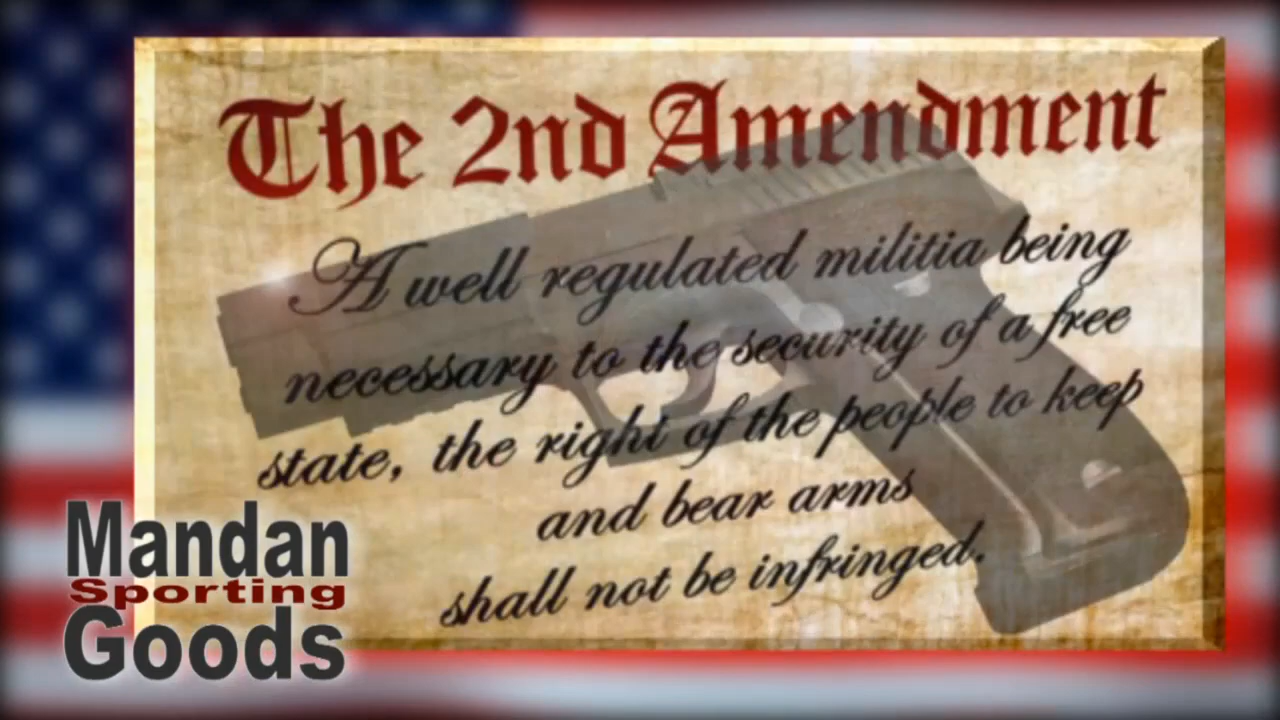 The 2nd Amendment
A well regulated militia being
necessary to the security of a free
state, the right of the people to keep
and bear arms
shall not be infringed.
Mandan
Sporting
Goods